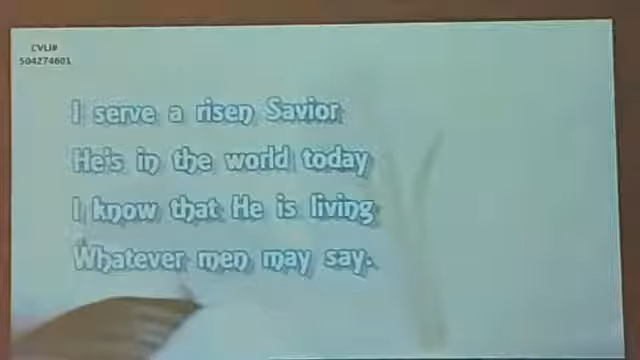 CVLI#
504274601
I serve a risen Savior
He's in the world today
I know that He is living
Whatever men may say.